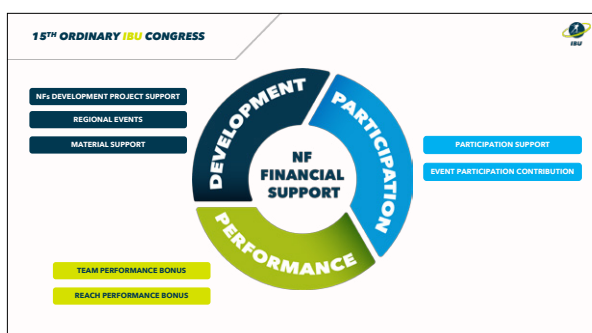 15TH ORDINARY IBU CONGRESS
IBU
NFs DEVELOPMENT PROJECT SUPPORT
REGIONAL EVENTS
MATERIAL SUPPORT
DEVELOPMENT
PARTICIPATION
PERFORMANCE
NF
FINANCIAL
SUPPORT
PARTICIPATION SUPPORT
EVENT PARTICIPATION CONTRIBUTION
TEAM PERFORMANCE BONUS
REACH PERFORMANCE BONUS